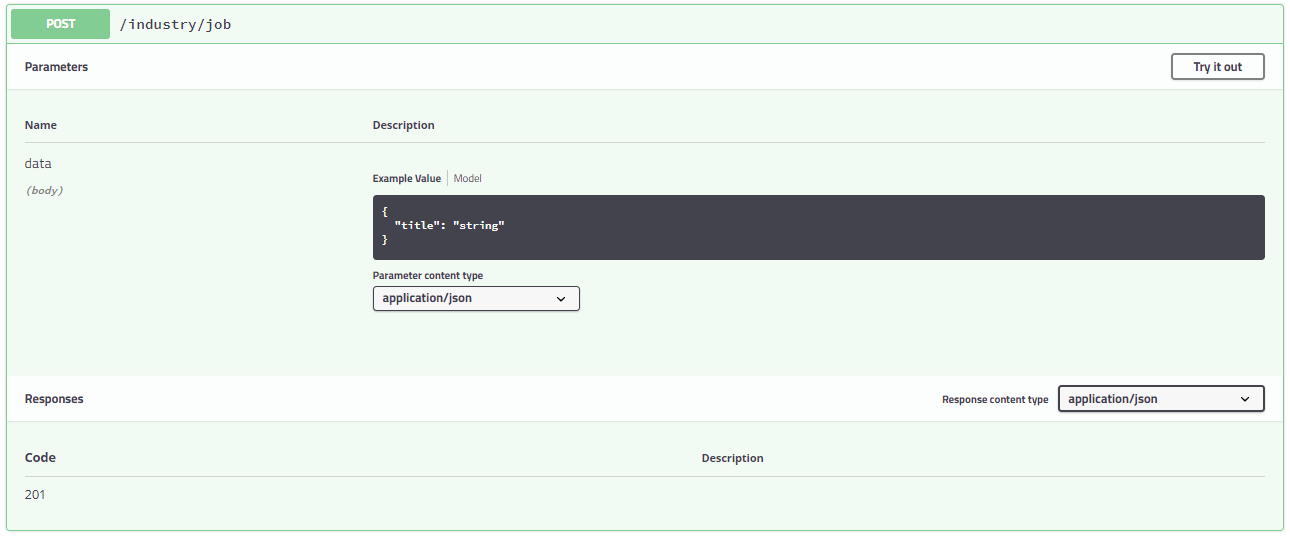 POST /industry/job
Parameters Try it out
Name Description
data
(body)
Example Value Model
{
"title": "string"
}
Parameter content type
application/json
Responses Response content type application/json
Code Description
201